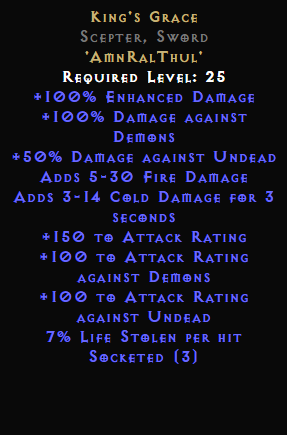 King's Grace
Scepter, Sword
'AmnRalThul'
Required Level: 25
+100% Enhanced Damage
+100% Damage against
Demons
+50% Damage against Undead
Adds 5-30 Fire Damage
Adds 3-14 Cold Damage for 3
seconds
+150 to Attack Rating
+100 to Attack Rating
against Demons
+100 to Attack Rating
against Undead
7% Life Stolen per hit
Socketed (3)